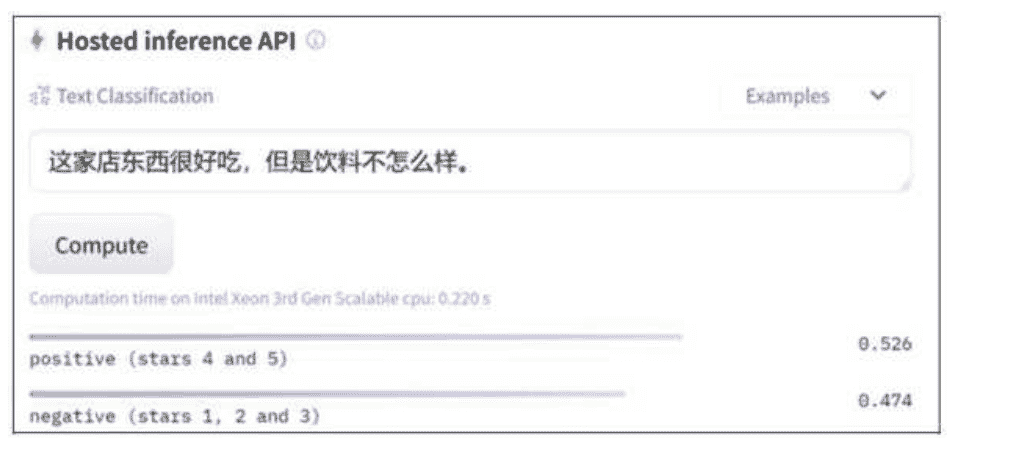 Hosted inference API
Text Classification
Examples
这家店东西很好吃，但是饮料不怎么样。
Compute
Computation time on Intel Xeon 3rd Gen Scalable cpu: 0.220 s
positive (stars 4 and 5)
0.526
negative (stars 1, 2 and 3)
0.474